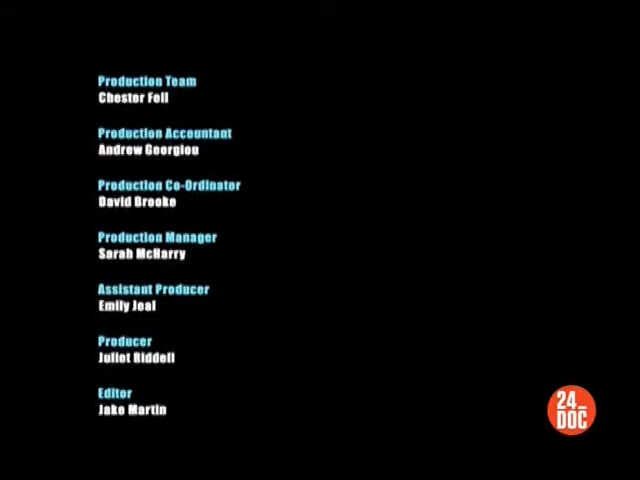 Production Team
Chester Fell
Production Accountant
Andrew Georgiou
Production Co-Ordinator
David Brooke
Production Manager
Sarah McHarry
Assistant Producer
Emily Jeal
Producer
Juliet Riddell
Editor
Jake Martin
24_
DOC